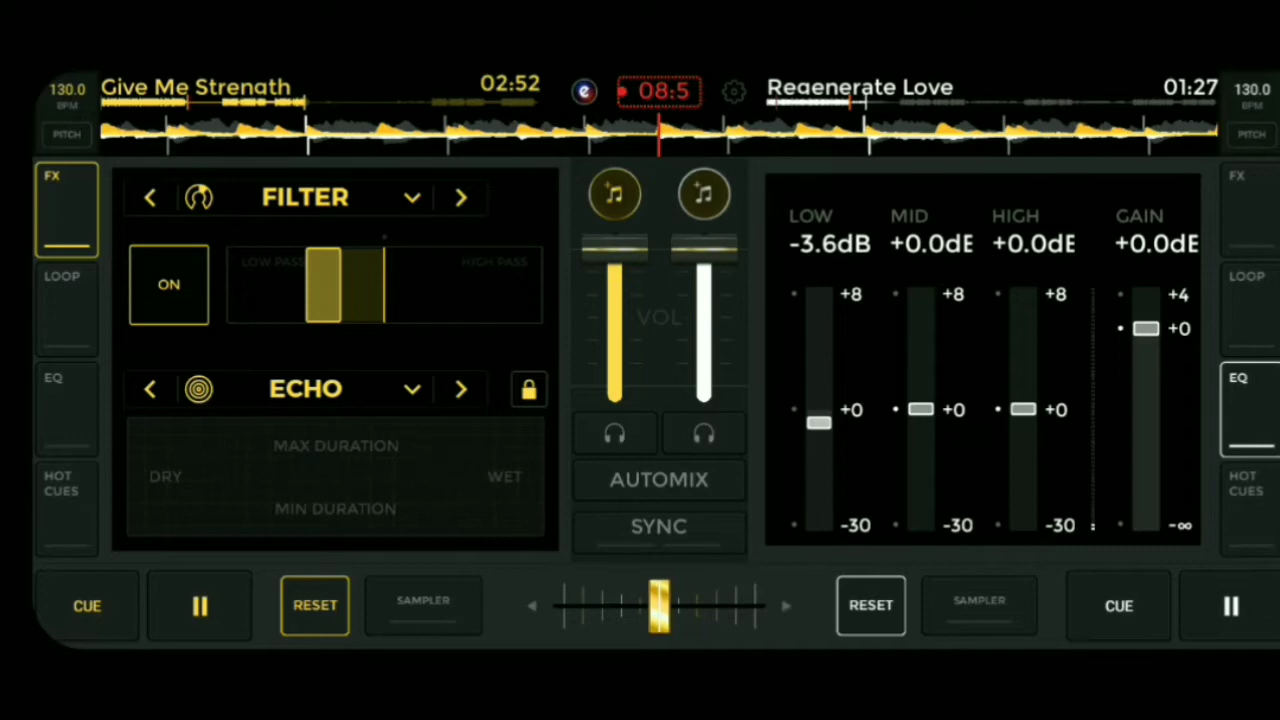 130.0
BPM
PITCH
Give Me Strength
02:52
e
08:5
Regenerate Love
01:27
130.0
BPM
PITCH
FX
LOOP
EQ
HOT
CUES
FILTER
ON
LOW PASS
HIGH PASS
ECHO
MAX DURATION
DRY
WET
MIN DURATION
VOL
AUTOMIX
SYNC
LOW
MID
HIGH
GAIN
-3.6dB
+0.0dE
+0.0dE
+0.0dE
+8
+8
+8
+4
+0
+0
+0
+0
-30
-30
-30
-∞
FX
LOOP
EQ
HOT
CUES
CUE
RESET
SAMPLER
RESET
SAMPLER
CUE